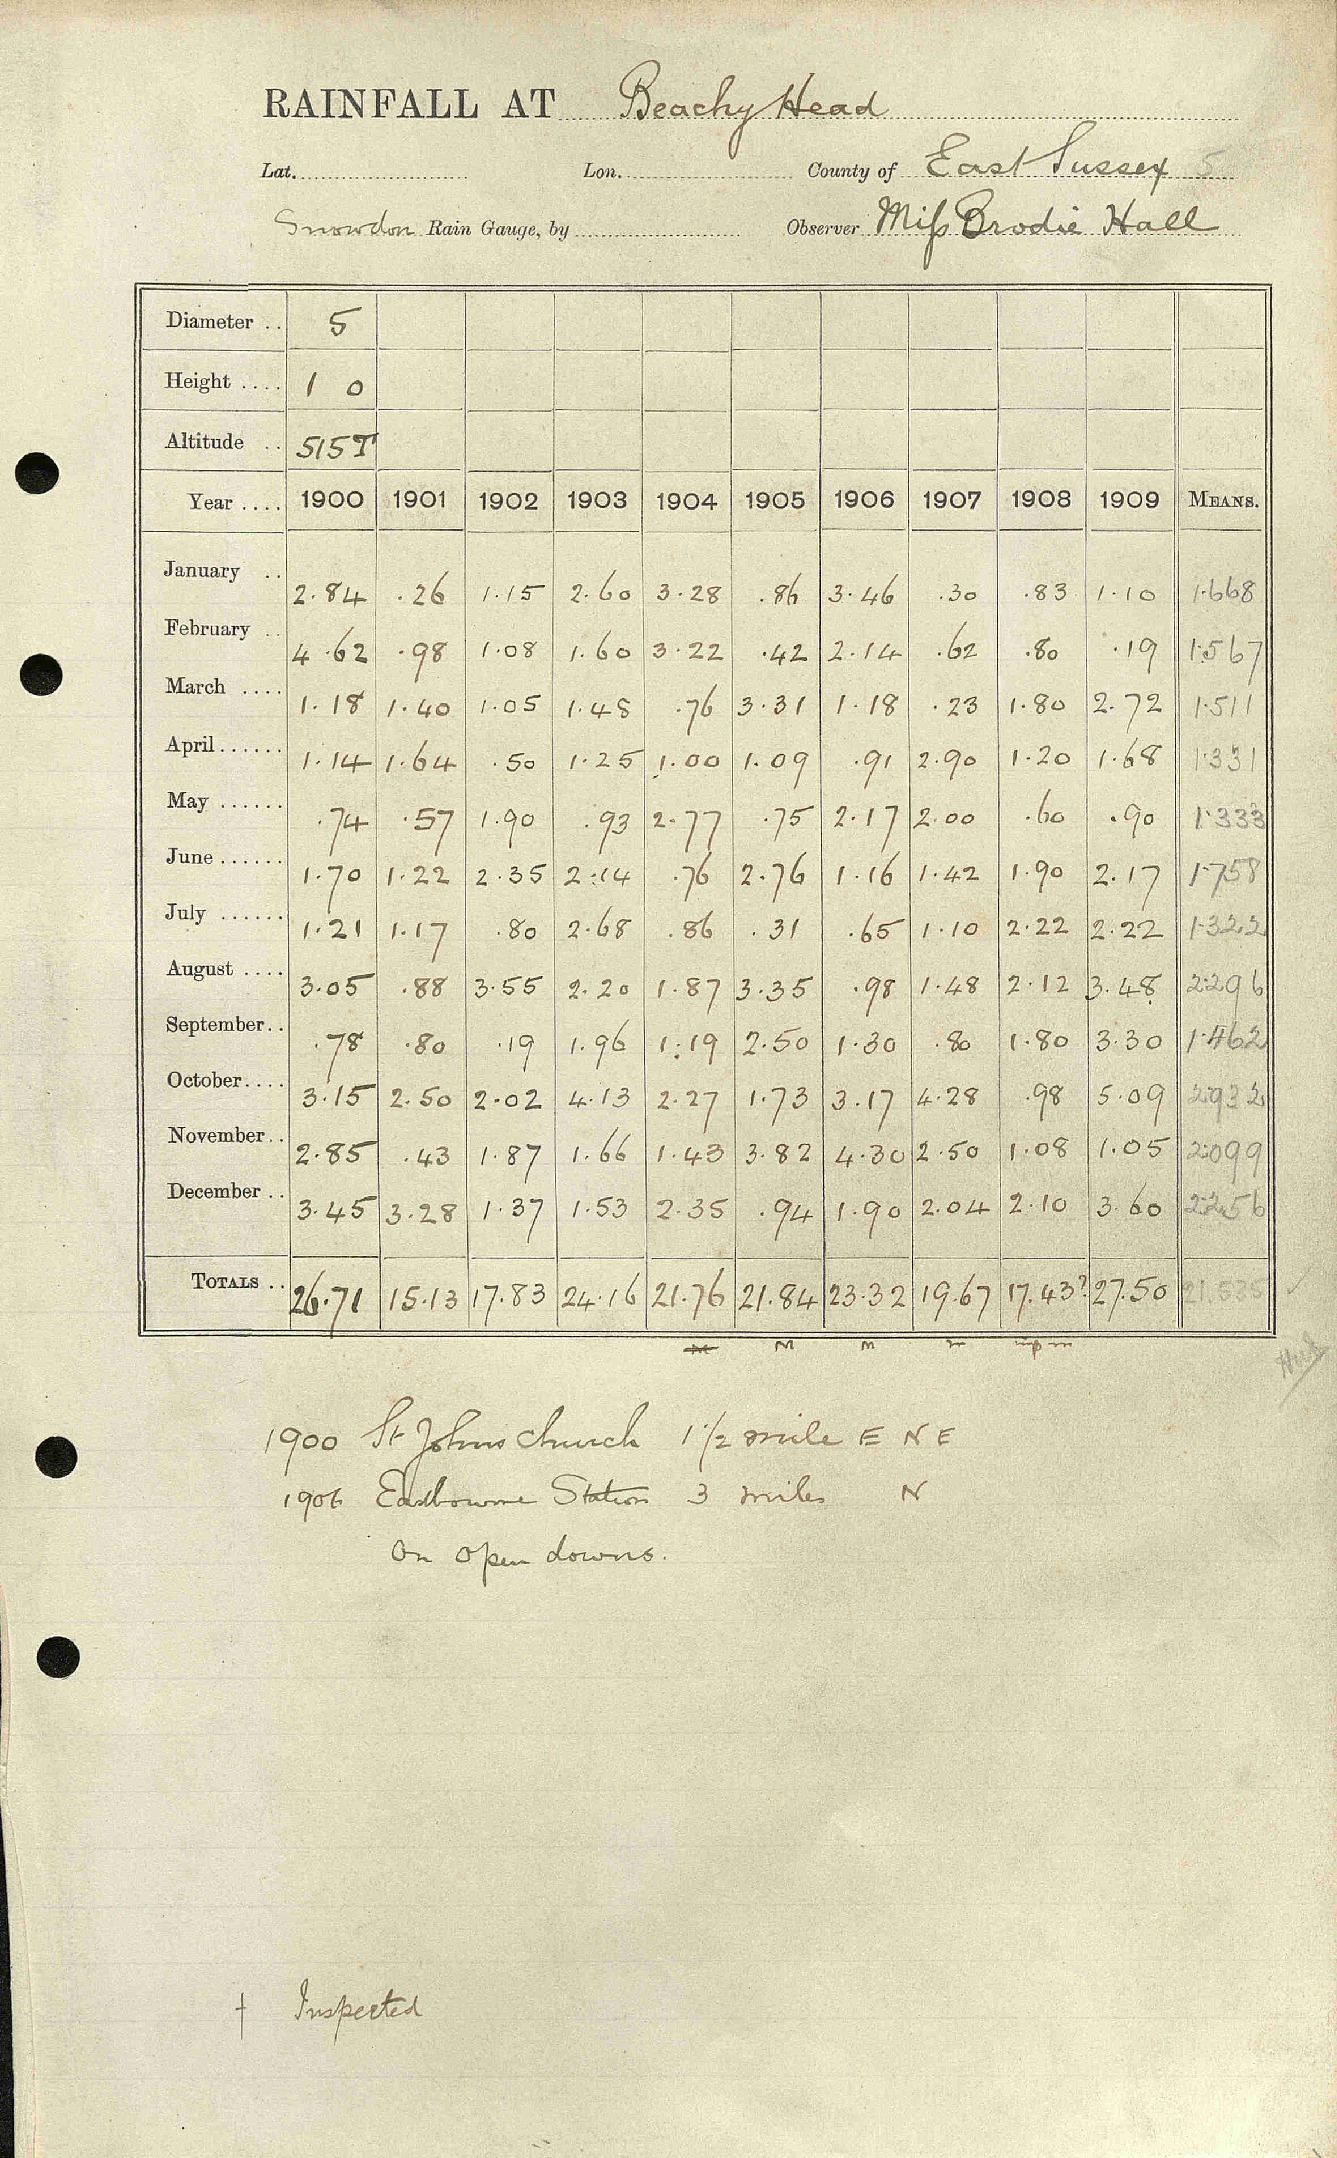 RAINFALL AT Beachy Head
Lat. Lon. County of East Sussex 5
Snowdon Rain Gauge, by Observer Miſs Brodie Hall
Diameter .. 5
Height .... 1 0
Altitude .. 515T
Year .... 1900 1901 1902 1903 1904 1905 1906 1907 1908 1909 MEANS.
January .. 2.84 .26 1.15 2.60 3.28 .86 3.46 .30 .83 1.10 1.668
February .. 4.62 .98 1.08 1.60 3.22 .42 2.14 .62 .80 .19 1.567
March .... 1.18 1.40 1.05 1.48 .76 3.31 1.18 .23 1.80 2.72 1.511
April ...... 1.14 1.64 .50 1.25 1.00 1.09 .91 2.90 1.20 1.68 1.331
May ...... .74 .57 1.90 .93 2.77 .75 2.17 2.00 .60 .90 1.333
June ...... 1.70 1.22 2.35 2.14 .76 2.76 1.16 1.42 1.90 2.17 1.758
July ...... 1.21 1.17 .80 2.68 .86 .31 .65 1.10 2.22 2.22 1.322
August .... 3.05 .88 3.55 2.20 1.87 3.35 .98 1.48 2.12 3.48 2.296
September .. .78 .80 .19 1.96 1.19 2.50 1.30 .80 1.80 3.30 1.462
October .... 3.15 2.50 2.02 4.13 2.27 1.73 3.17 4.28 .98 5.09 2.932
November .. 2.85 .43 1.87 1.66 1.43 3.82 4.30 2.50 1.08 1.05 2.099
December .. 3.45 3.28 1.37 1.53 2.35 .94 1.90 2.04 2.10 3.60 2.256
TOTALS .. 26.71 15.13 17.83 24.16 21.76 21.84 23.32 19.67 17.43? 27.50 21.535
M M m
1900 St Johns Church 1 1/2 mile E N E
1906 Eastbourne Station 3 miles N
On open downs.
† Inspected